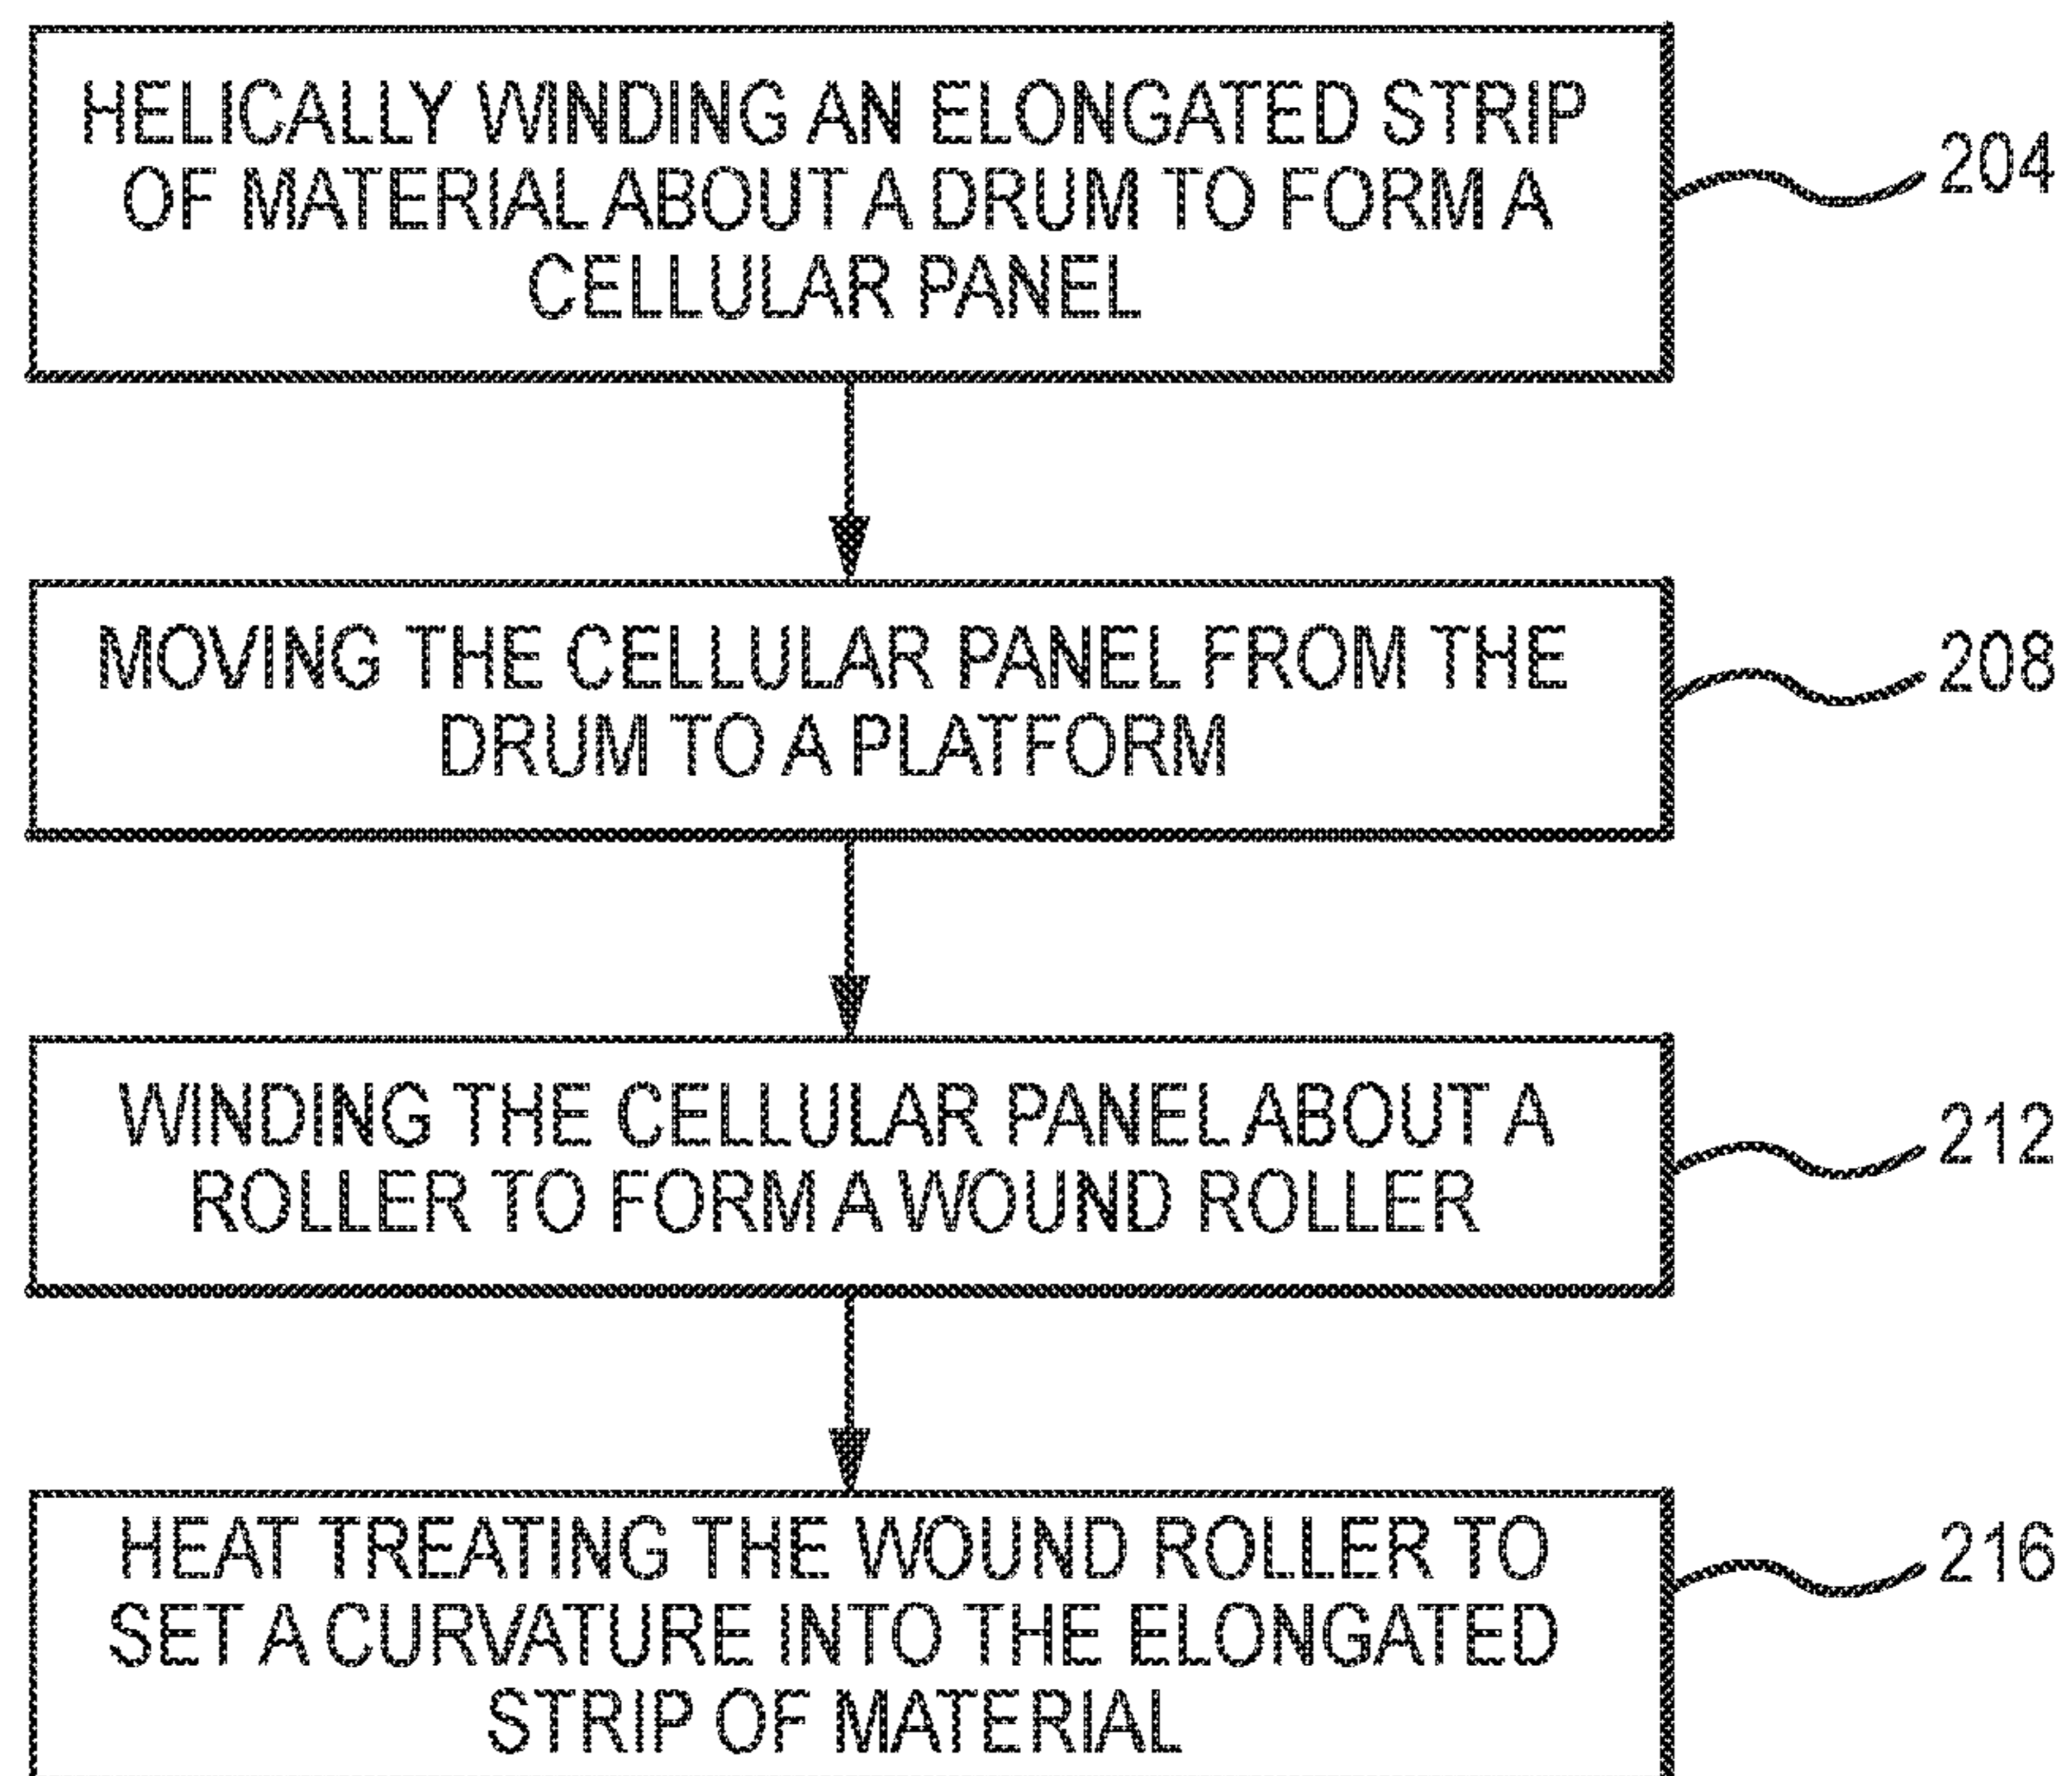 HELICALLY WINDING AN ELONGATED STRIP
OF MATERIAL ABOUT A DRUM TO FORM A
CELLULAR PANEL
204
MOVING THE CELLULAR PANEL FROM THE
DRUM TO A PLATFORM
208
WINDING THE CELLULAR PANEL ABOUT A
ROLLER TO FORM A WOUND ROLLER
212
HEAT TREATING THE WOUND ROLLER TO
SET A CURVATURE INTO THE ELONGATED
STRIP OF MATERIAL
216